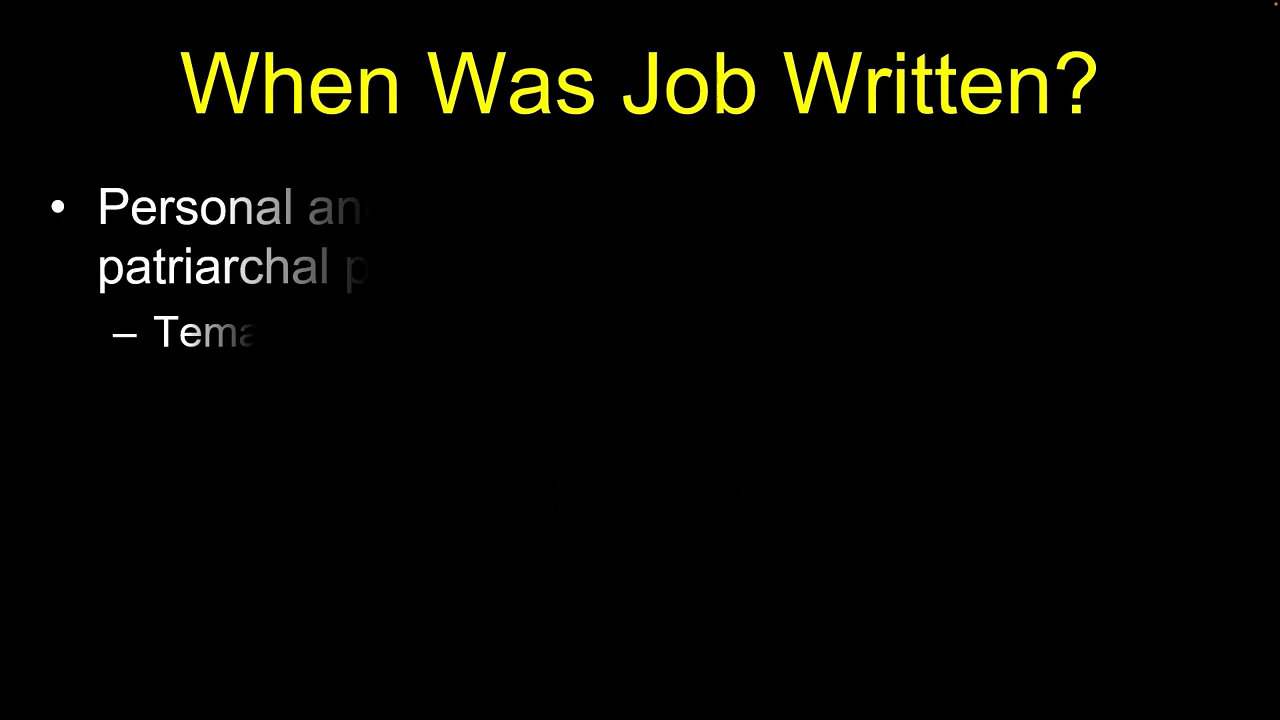 When Was Job Written?
• Personal an
patriarchal p
– Tema